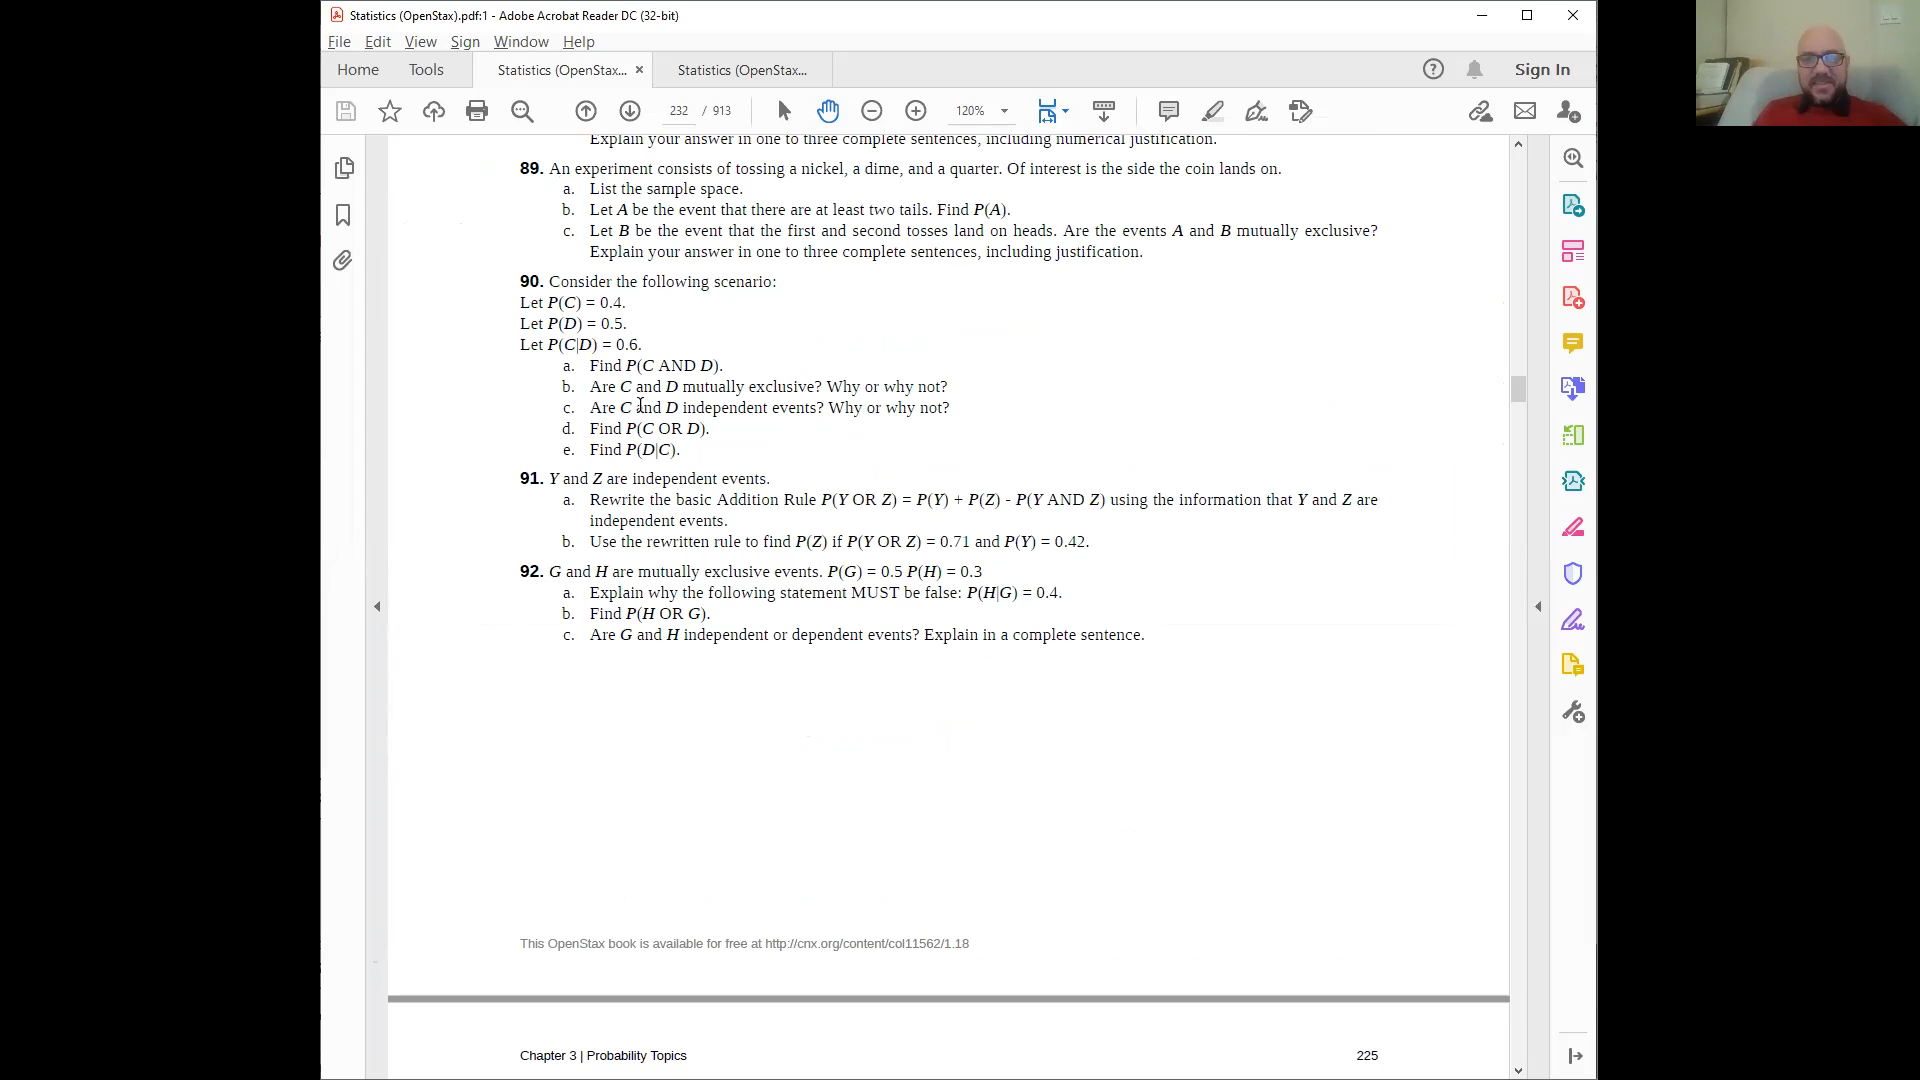 Statistics (OpenStax).pdf:1 - Adobe Acrobat Reader DC (32-bit)
File Edit View Sign Window Help
Home Tools Statistics (OpenStax... × Statistics (OpenStax... Sign In
232 / 913 120%
Explain your answer in one to three complete sentences, including numerical justification.
89. An experiment consists of tossing a nickel, a dime, and a quarter. Of interest is the side the coin lands on.
a. List the sample space.
b. Let A be the event that there are at least two tails. Find P(A).
c. Let B be the event that the first and second tosses land on heads. Are the events A and B mutually exclusive?
Explain your answer in one to three complete sentences, including justification.
90. Consider the following scenario:
Let P(C) = 0.4.
Let P(D) = 0.5.
Let P(C|D) = 0.6.
a. Find P(C AND D).
b. Are C and D mutually exclusive? Why or why not?
c. Are C and D independent events? Why or why not?
d. Find P(C OR D).
e. Find P(D|C).
91. Y and Z are independent events.
a. Rewrite the basic Addition Rule P(Y OR Z) = P(Y) + P(Z) - P(Y AND Z) using the information that Y and Z are
independent events.
b. Use the rewritten rule to find P(Z) if P(Y OR Z) = 0.71 and P(Y) = 0.42.
92. G and H are mutually exclusive events. P(G) = 0.5 P(H) = 0.3
a. Explain why the following statement MUST be false: P(H|G) = 0.4.
b. Find P(H OR G).
c. Are G and H independent or dependent events? Explain in a complete sentence.
This OpenStax book is available for free at http://cnx.org/content/col11562/1.18
Chapter 3 | Probability Topics 225